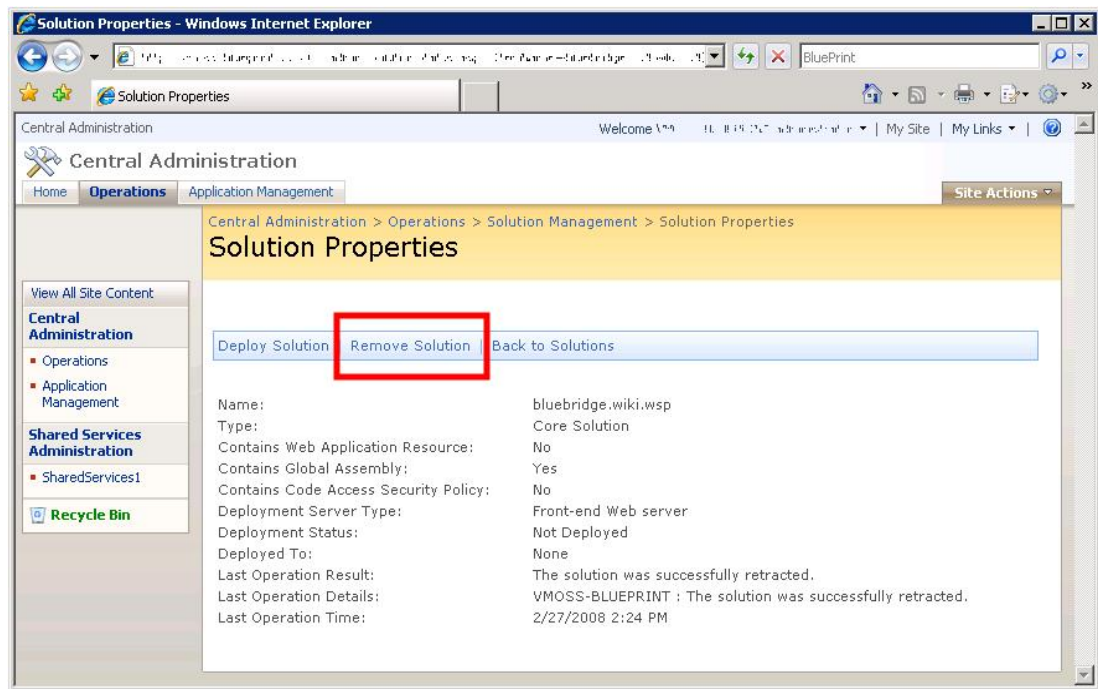 Solution Properties - Windows Internet Explorer
BluePrint
Solution Properties
Central Administration
Welcome
My Site | My Links
Central Administration
Home Operations Application Management
Site Actions
Central Administration > Operations > Solution Management > Solution Properties
Solution Properties
View All Site Content
Central
Administration
Operations
Application
Management
Shared Services
Administration
SharedServices1
Recycle Bin
Deploy Solution | Remove Solution | Back to Solutions
Name: bluebridge.wiki.wsp
Type: Core Solution
Contains Web Application Resource: No
Contains Global Assembly: Yes
Contains Code Access Security Policy: No
Deployment Server Type: Front-end Web server
Deployment Status: Not Deployed
Deployed To: None
Last Operation Result: The solution was successfully retracted.
Last Operation Details: VMOSS-BLUEPRINT : The solution was successfully retracted.
Last Operation Time: 2/27/2008 2:24 PM